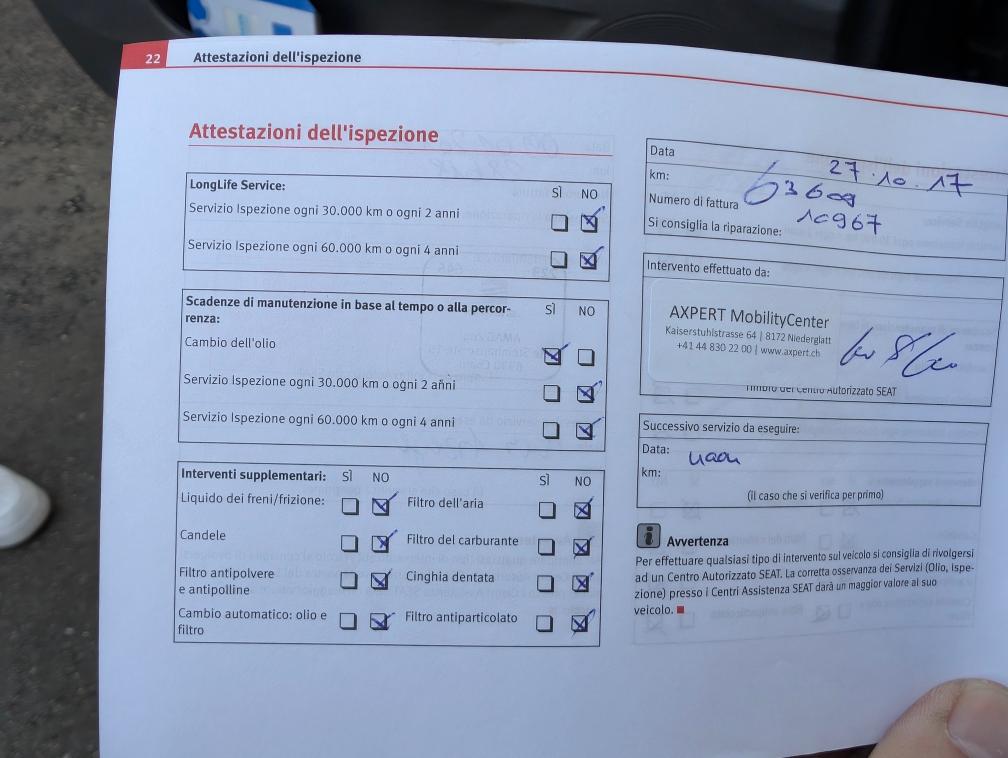 22 Attestazioni dell'ispezione
Attestazioni dell'ispezione
LongLife Service:
SÌ NO
Servizio Ispezione ogni 30.000 km o ogni 2 anni
Servizio Ispezione ogni 60.000 km o ogni 4 anni
Scadenze di manutenzione in base al tempo o alla percor-
renza:
SÌ NO
Cambio dell'olio
Servizio Ispezione ogni 30.000 km o ogni 2 anni
Servizio Ispezione ogni 60.000 km o ogni 4 anni
Interventi supplementari: SÌ NO SÌ NO
Liquido dei freni/frizione: Filtro dell'aria
Candele Filtro del carburante
Filtro antipolvere
e antipolline
Cinghia dentata
Cambio automatico: olio e
filtro
Filtro antiparticolato
Data 27.10.17
km: 63609
Numero di fattura 10967
Si consiglia la riparazione:
Intervento effettuato da:
AXPERT MobilityCenter
Kaiserstuhlstrasse 64 | 8172 Niederglatt
+41 44 830 22 00 | www.axpert.ch
Timbro del Centro Autorizzato SEAT
Successivo servizio da eseguire:
Data:
km:
(il caso che si verifica per primo)
i Avvertenza
Per effettuare qualsiasi tipo di intervento sul veicolo si consiglia di rivolgersi
ad un Centro Autorizzato SEAT. La corretta osservanza dei Servizi (Olio, Ispe-
zione) presso i Centri Assistenza SEAT darà un maggior valore al suo
veicolo.